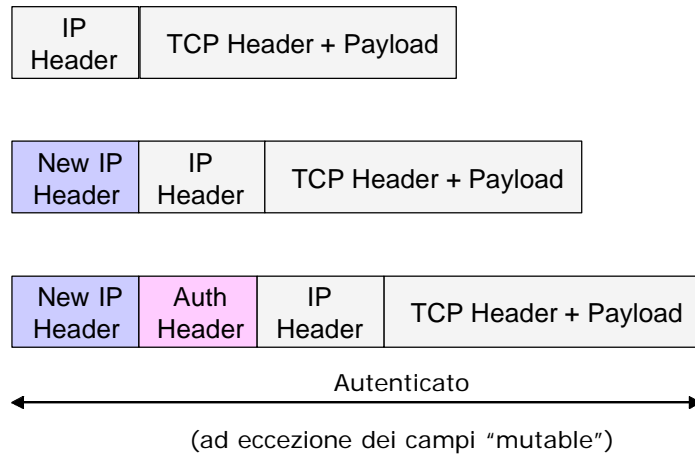 IP
Header
TCP Header + Payload
New IP
Header
IP
Header
TCP Header + Payload
New IP
Header
Auth
Header
IP
Header
TCP Header + Payload
Autenticato
(ad eccezione dei campi “mutable”)